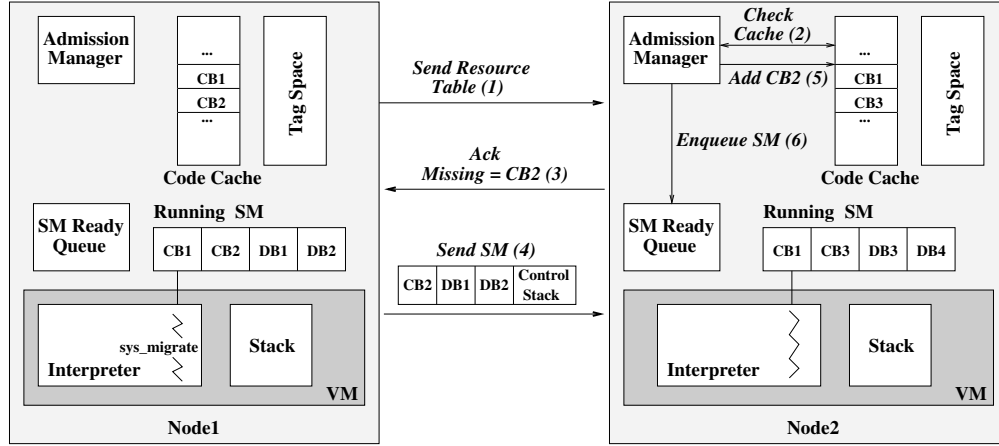 Admission
Manager
...
CB1
CB2
...
Tag Space
Code Cache
SM Ready
Queue
Running SM
CB1 CB2 DB1 DB2
sys_migrate
Interpreter
Stack
VM
Node1
Send Resource
Table (1)
Ack
Missing = CB2 (3)
Send SM (4)
CB2 DB1 DB2 Control
Stack
Admission
Manager
Check
Cache (2)
Add CB2 (5)
Enqueue SM (6)
...
CB1
CB3
Tag Space
Code Cache
SM Ready
Queue
Running SM
CB1 CB3 DB3 DB4
Interpreter
Stack
VM
Node2